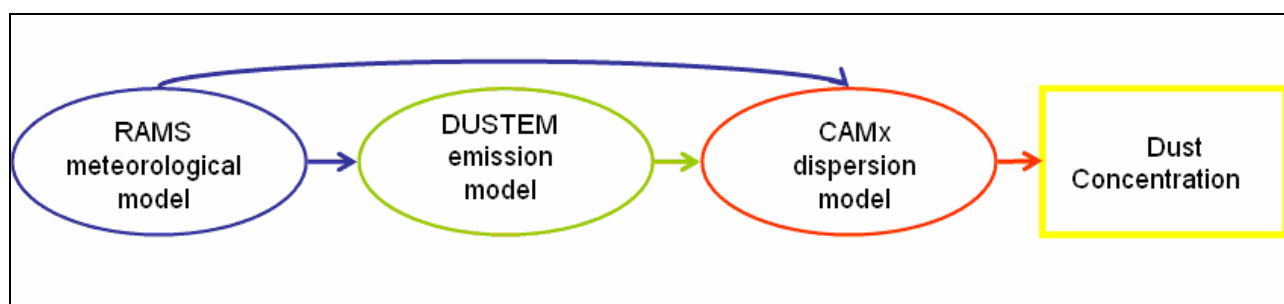 RAMS
meteorological
model
DUSTEM
emission
model
CAMx
dispersion
model
Dust
Concentration